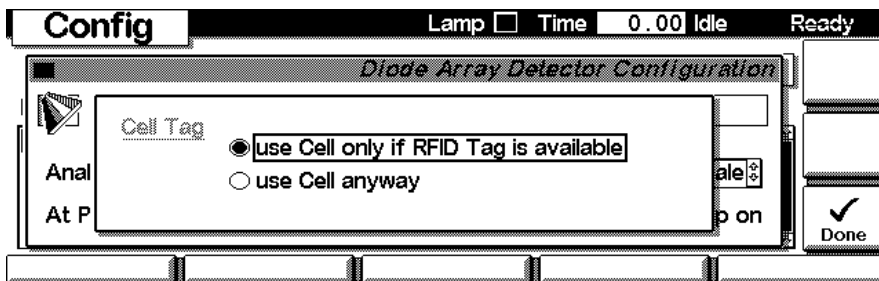 Config Lamp Time 0.00 Idle Ready
Diode Array Detector Configuration
Cell Tag
use Cell only if RFID Tag is available
use Cell anyway
Anal ale
At P p on
Done